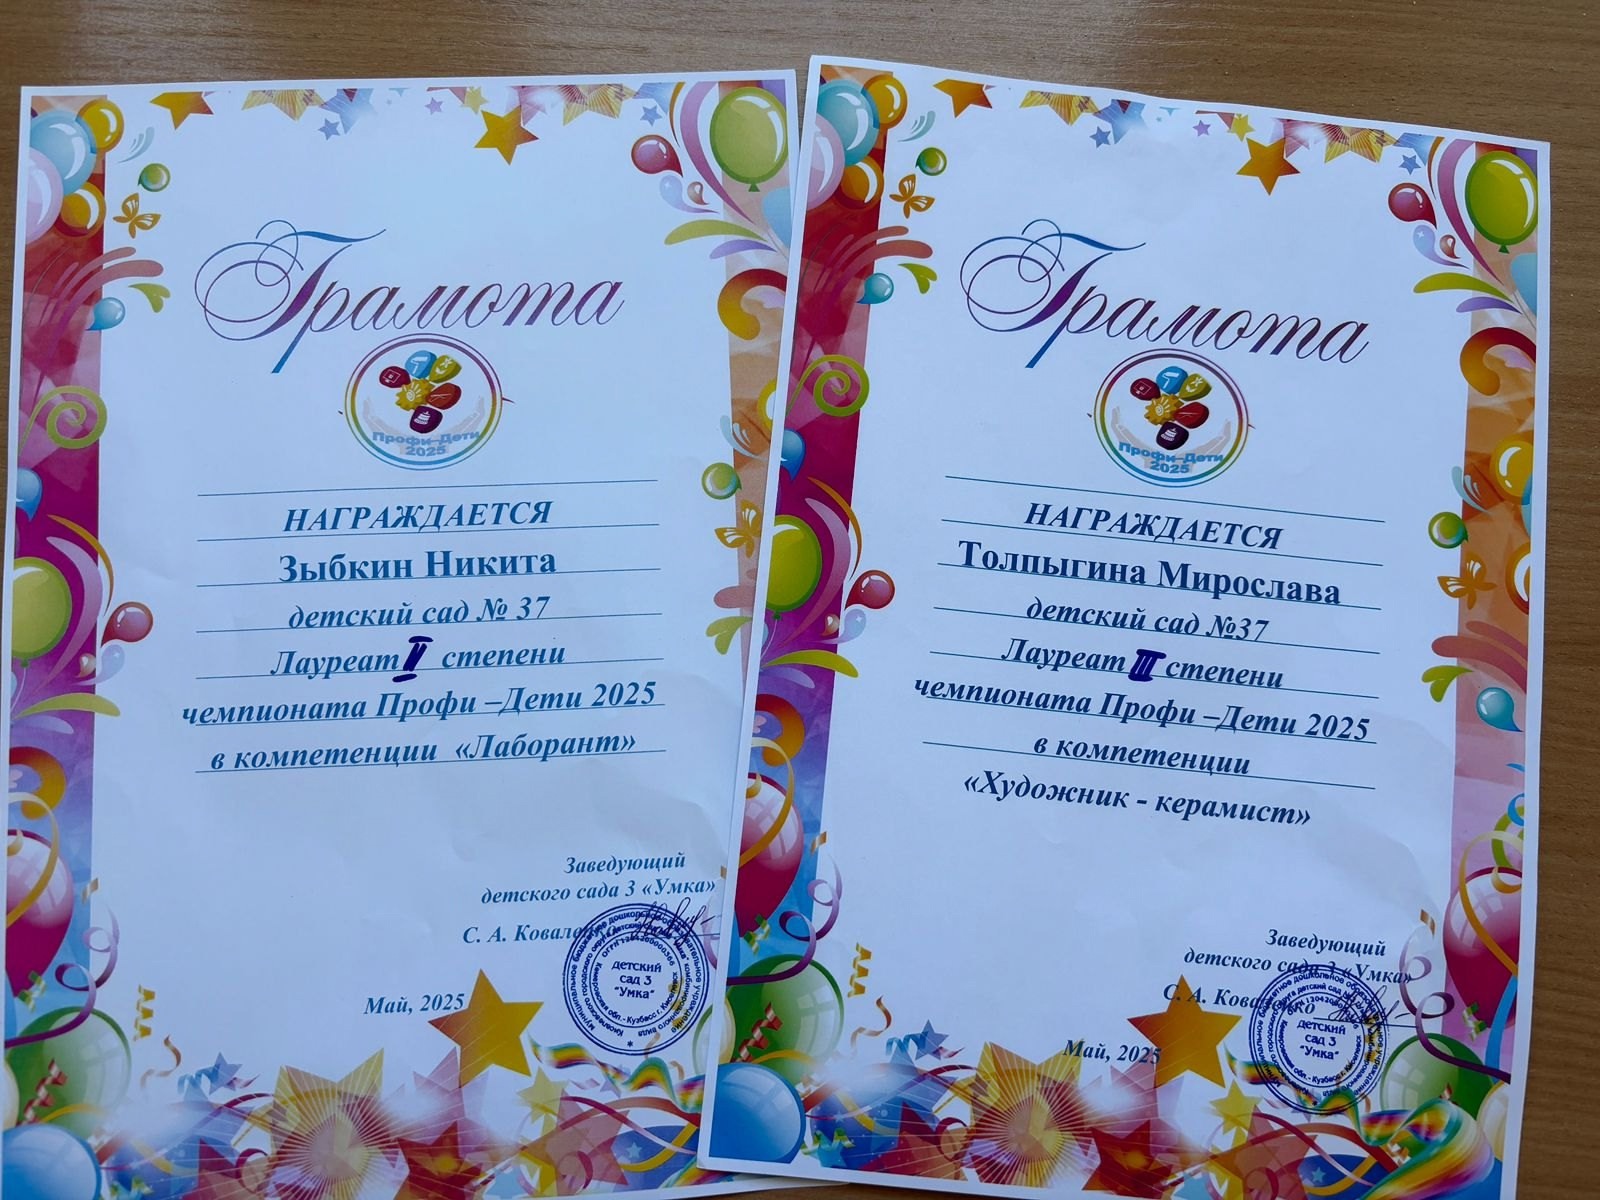 Грамота
Профи-Дети
2025
НАГРАЖДАЕТСЯ
Зыбкин Никита
детский сад № 37
Лауреат II степени
чемпионата Профи –Дети 2025
в компетенции «Лаборант»
Заведующий
детского сада 3 «Умка»
С. А.
детский
сад 3
"Умка"
Май, 2025
Грамота
Профи-Дети
2025
НАГРАЖДАЕТСЯ
Толпыгина Мирослава
детский сад №37
Лауреат III степени
чемпионата Профи –Дети 2025
в компетенции
«Художник - керамист»
Заведующий
детского сада 3 «Умка»
С. А.
детский
сад 3
"Умка"
Май, 2025